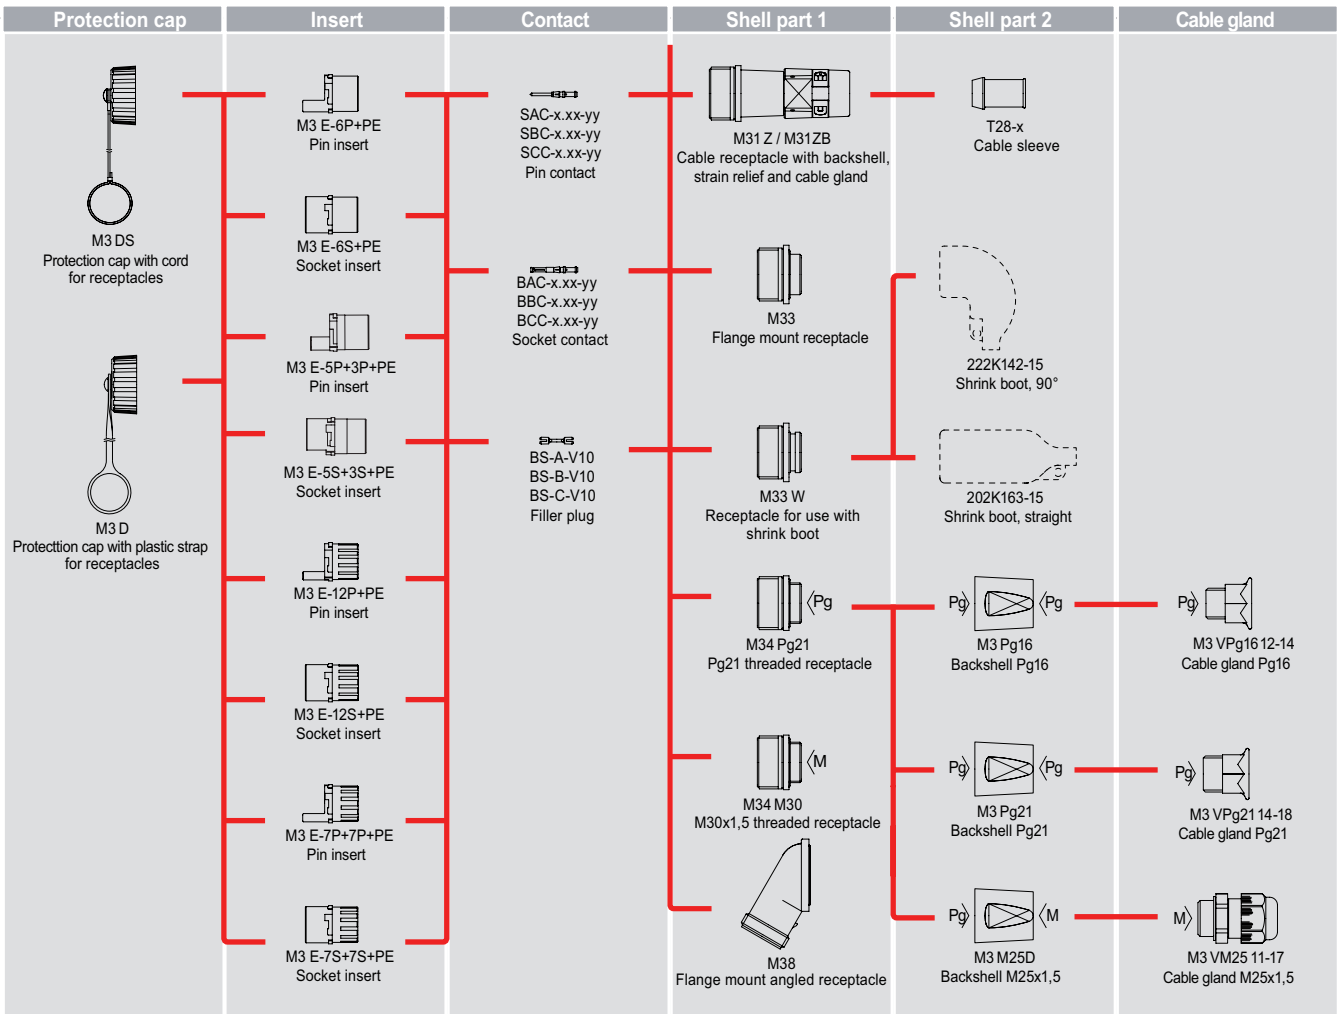 Protection cap
Insert
Contact
Shell part 1
Shell part 2
Cable gland
M3 DS
Protection cap with cord
for receptacles
M3 D
Protecttion cap with plastic strap
for receptacles
M3 E-6P+PE
Pin insert
M3 E-6S+PE
Socket insert
M3 E-5P+3P+PE
Pin insert
M3 E-5S+3S+PE
Socket insert
M3 E-12P+PE
Pin insert
M3 E-12S+PE
Socket insert
M3 E-7P+7P+PE
Pin insert
M3 E-7S+7S+PE
Socket insert
SAC-x.xx-yy
SBC-x.xx-yy
SCC-x.xx-yy
Pin contact
BAC-x.xx-yy
BBC-x.xx-yy
BCC-x.xx-yy
Socket contact
BS-A-V10
BS-B-V10
BS-C-V10
Filler plug
M31 Z / M31ZB
Cable receptacle with backshell,
strain relief and cable gland
M33
Flange mount receptacle
M33 W
Receptacle for use with
shrink boot
Pg
M34 Pg21
Pg21 threaded receptacle
M
M34 M30
M30x1,5 threaded receptacle
M38
Flange mount angled receptacle
T28-x
Cable sleeve
222K142-15
Shrink boot, 90°
202K163-15
Shrink boot, straight
Pg Pg
M3 Pg16
Backshell Pg16
Pg Pg
M3 Pg21
Backshell Pg21
Pg M
M3 M25D
Backshell M25x1,5
Pg
M3 VPg16 12-14
Cable gland Pg16
Pg
M3 VPg21 14-18
Cable gland Pg21
M
M3 VM25 11-17
Cable gland M25x1,5